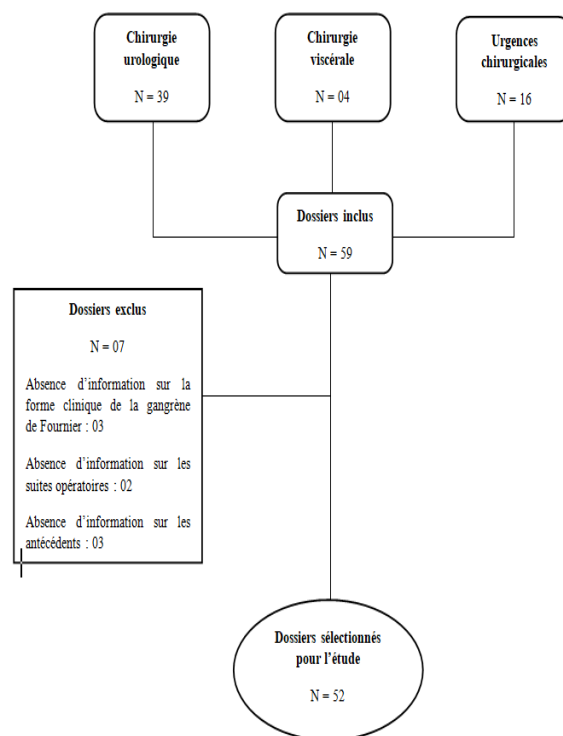 Chirurgie
urologique
N = 39
Chirurgie
viscérale
N = 04
Urgences
chirurgicales
N = 16
Dossiers inclus
N = 59
Dossiers exclus
N = 07
Absence d'information sur la
forme clinique de la gangrène
de Fournier : 03
Absence d'information sur les
suites opératoires : 02
Absence d'information sur les
antécédents : 03
Dossiers sélectionnés
pour l'étude
N = 52